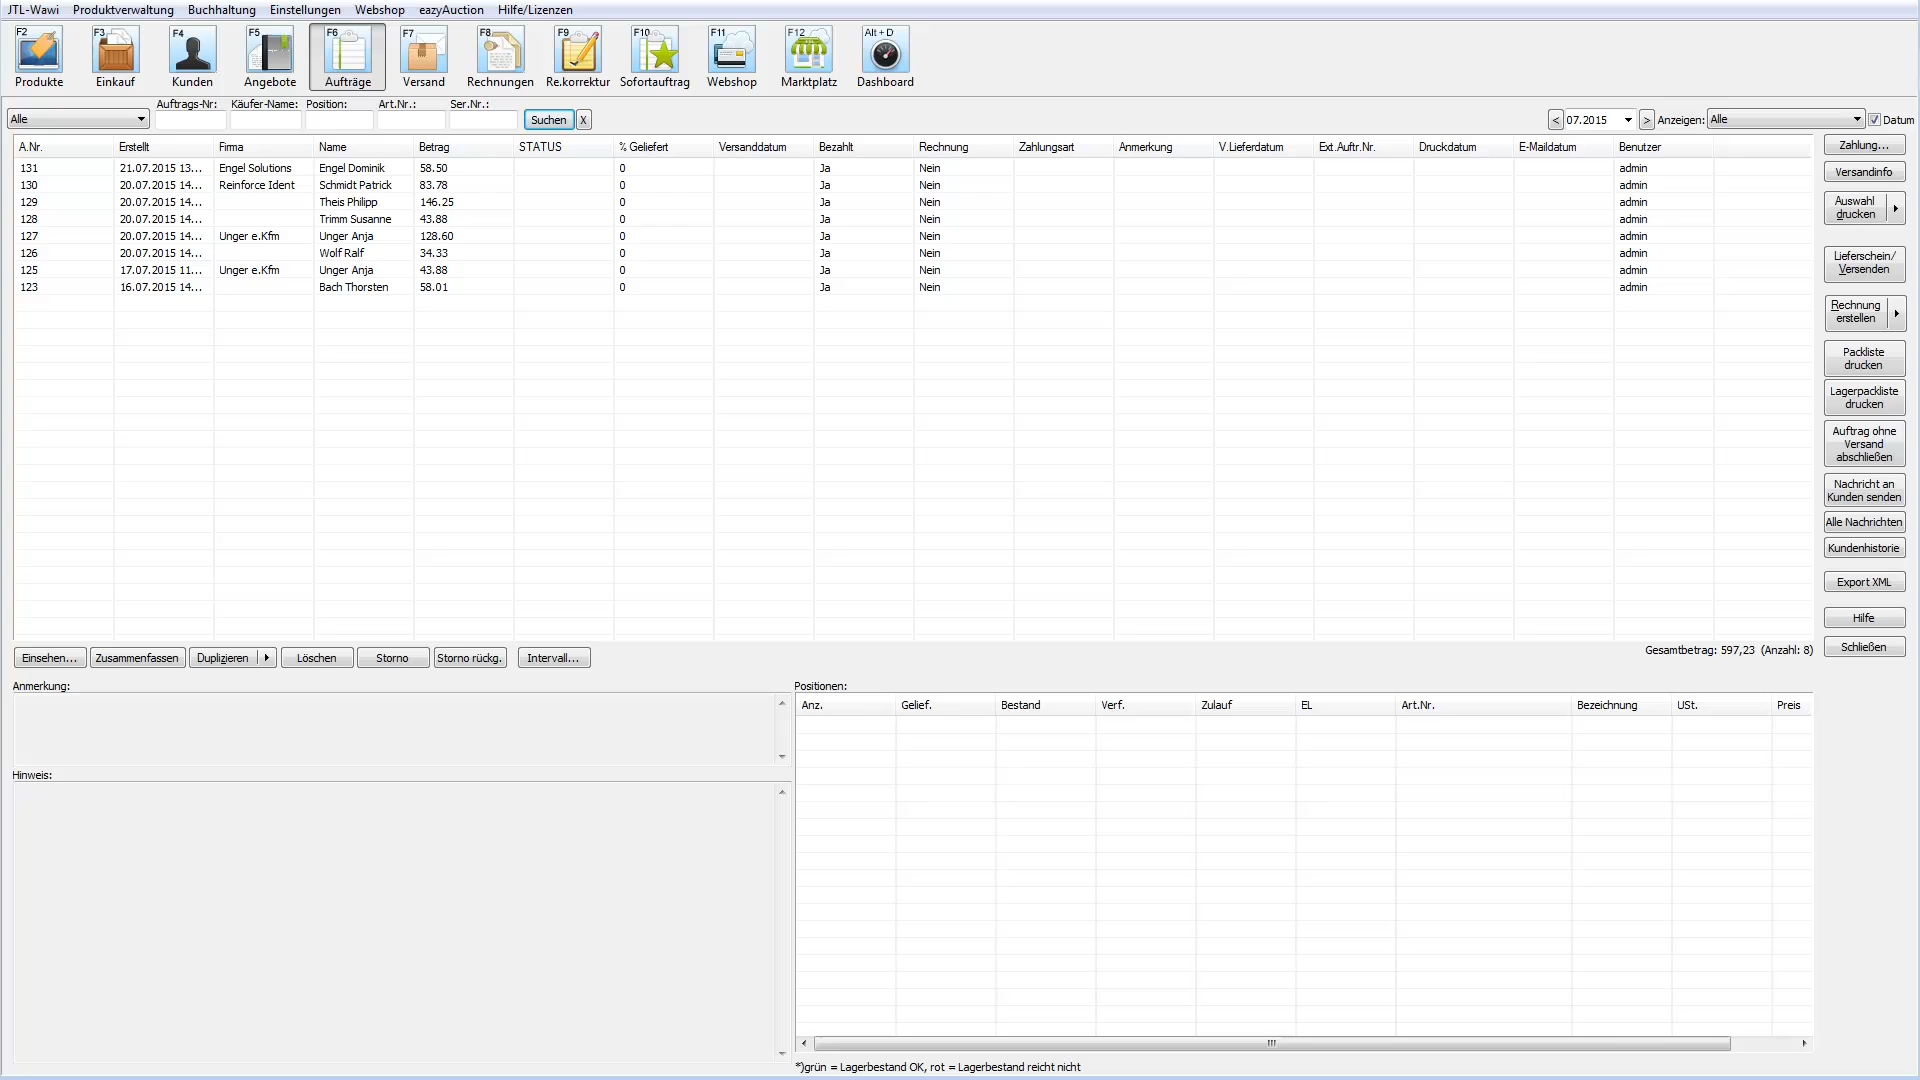 JTL-Wawi Produktverwaltung Buchhaltung Einstellungen Webshop eazyAuction Hilfe/Lizenzen
F2 F3 F4 F5 F6 F7 F8 F9 F10 F11 F12 Alt + D
Produkte Einkauf Kunden Angebote Aufträge Versand Rechnungen Re.korrektur Sofortauftrag Webshop Marktplatz Dashboard
Auftrags-Nr: Käufer-Name: Position: Art.Nr.: Ser.Nr.:
Alle Suchen X < 07.2015 > Anzeigen: Alle Datum
A.Nr. Erstellt Firma Name Betrag STATUS % Geliefert Versanddatum Bezahlt Rechnung Zahlungsart Anmerkung V.Lieferdatum Ext.Auftr.Nr. Druckdatum E-Maildatum Benutzer
131 21.07.2015 13... Engel Solutions Engel Dominik 58.50 0 Ja Nein admin
130 20.07.2015 14... Reinforce Ident Schmidt Patrick 83.78 0 Ja Nein admin
129 20.07.2015 14... Theis Philipp 146.25 0 Ja Nein admin
128 20.07.2015 14... Trimm Susanne 43.88 0 Ja Nein admin
127 20.07.2015 14... Unger e.Kfm Unger Anja 128.60 0 Ja Nein admin
126 20.07.2015 14... Wolf Ralf 34.33 0 Ja Nein admin
125 17.07.2015 11... Unger e.Kfm Unger Anja 43.88 0 Ja Nein admin
123 16.07.2015 14... Bach Thorsten 58.01 0 Ja Nein admin
Zahlung...
Versandinfo
Auswahl
drucken
Lieferschein/
Versenden
Rechnung
erstellen
Packliste
drucken
Lagerpackliste
drucken
Auftrag ohne
Versand
abschließen
Nachricht an
Kunden senden
Alle Nachrichten
Kundenhistorie
Export XML
Hilfe
Schließen
Einsehen... Zusammenfassen Duplizieren Löschen Storno Storno rückg. Intervall... Gesamtbetrag: 597,23 (Anzahl: 8)
Anmerkung:
Hinweis:
Positionen:
Anz. Gelief. Bestand Verf. Zulauf EL Art.Nr. Bezeichnung USt. Preis
*)grün = Lagerbestand OK, rot = Lagerbestand reicht nicht